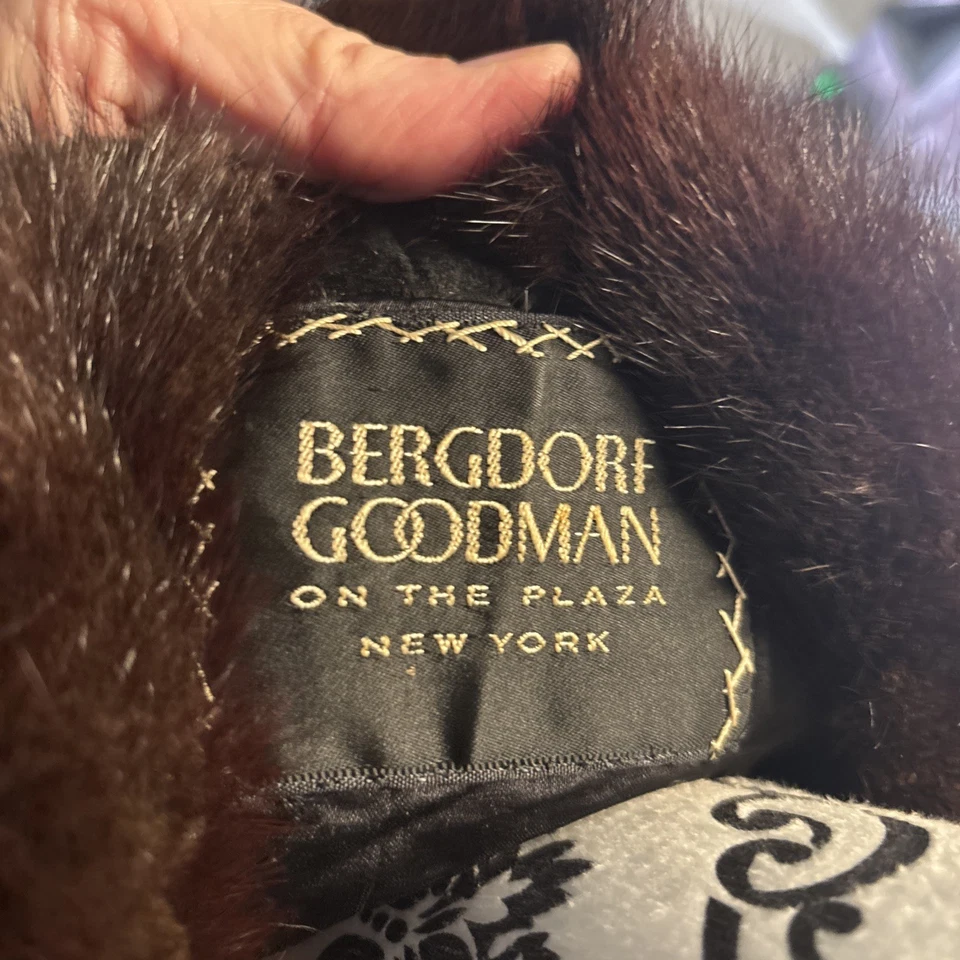 BERGDORF
GOODMAN
ON THE PLAZA
NEW YORK